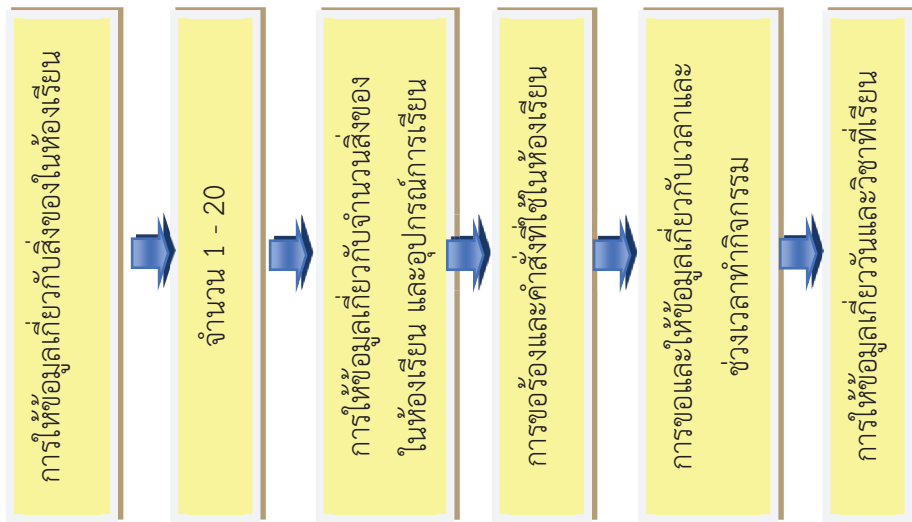 การให้ข้อมูลเกี่ยวกับสิ่งของในห้องเรียน
จำนวน 1 - 20
การให้ข้อมูลเกี่ยวกับจำนวนสิ่งของ
ในห้องเรียน และอุปกรณ์การเรียน
การขอร้องและคำสั่งที่ใช้ในห้องเรียน
การขอและให้ข้อมูลเกี่ยวกับเวลาและ
ช่วงเวลาทำกิจกรรม
การให้ข้อมูลเกี่ยววันและวิชาที่เรียน